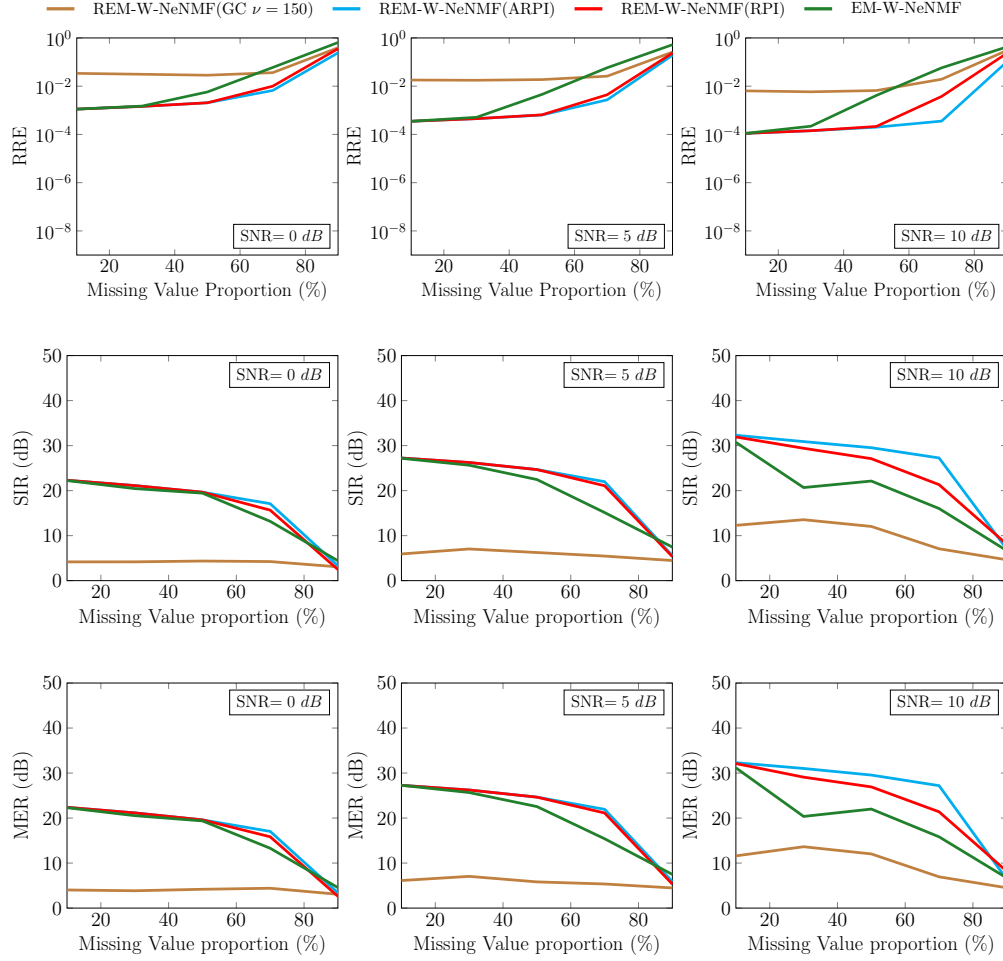 REM-W-NeNMF(GC ν = 150) REM-W-NeNMF(ARPI) REM-W-NeNMF(RPI) EM-W-NeNMF
RRE
10^0
10^−2
10^−4
10^−6
10^−8
SNR= 0 dB
20 40 60 80
Missing Value Proportion (%)
RRE
10^0
10^−2
10^−4
10^−6
10^−8
SNR= 5 dB
20 40 60 80
Missing Value Proportion (%)
RRE
10^0
10^−2
10^−4
10^−6
10^−8
SNR= 10 dB
20 40 60 80
Missing Value Proportion (%)
SIR (dB)
50
40
30
20
10
0
SNR= 0 dB
20 40 60 80
Missing Value proportion (%)
SIR (dB)
50
40
30
20
10
0
SNR= 5 dB
20 40 60 80
Missing Value proportion (%)
SIR (dB)
50
40
30
20
10
0
SNR= 10 dB
20 40 60 80
Missing Value proportion (%)
MER (dB)
50
40
30
20
10
0
SNR= 0 dB
20 40 60 80
Missing Value proportion (%)
MER (dB)
50
40
30
20
10
0
SNR= 5 dB
20 40 60 80
Missing Value proportion (%)
MER (dB)
50
40
30
20
10
0
SNR= 10 dB
20 40 60 80
Missing Value proportion (%)